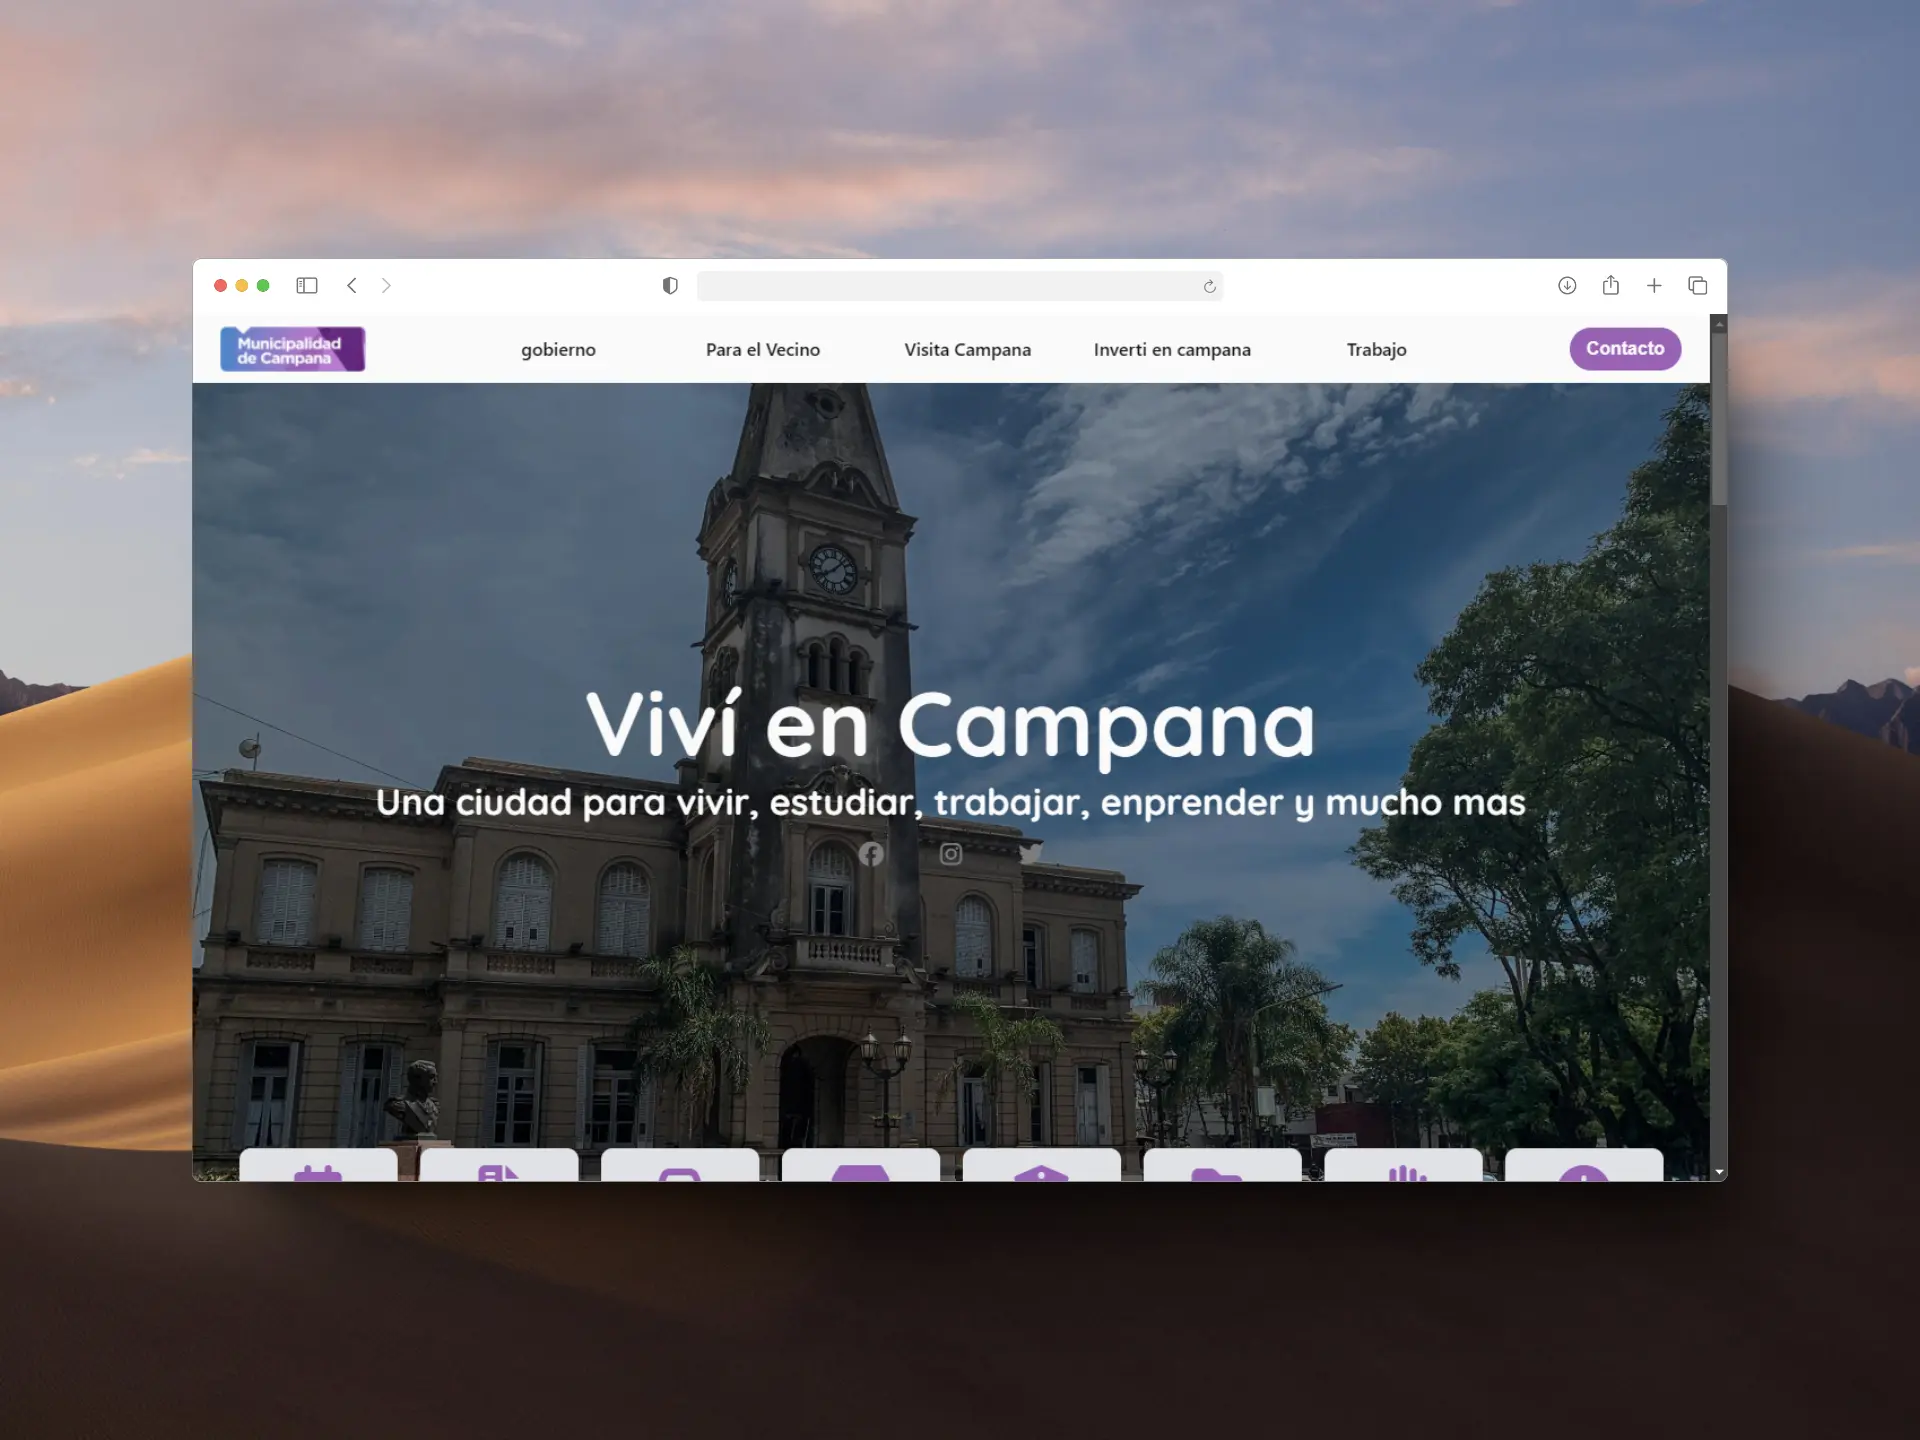 Municipalidad
de Campana
gobierno
Para el Vecino
Visita Campana
Inverti en campana
Trabajo
Contacto
Viví en Campana
Una ciudad para vivir, estudiar, trabajar, enprender y mucho mas